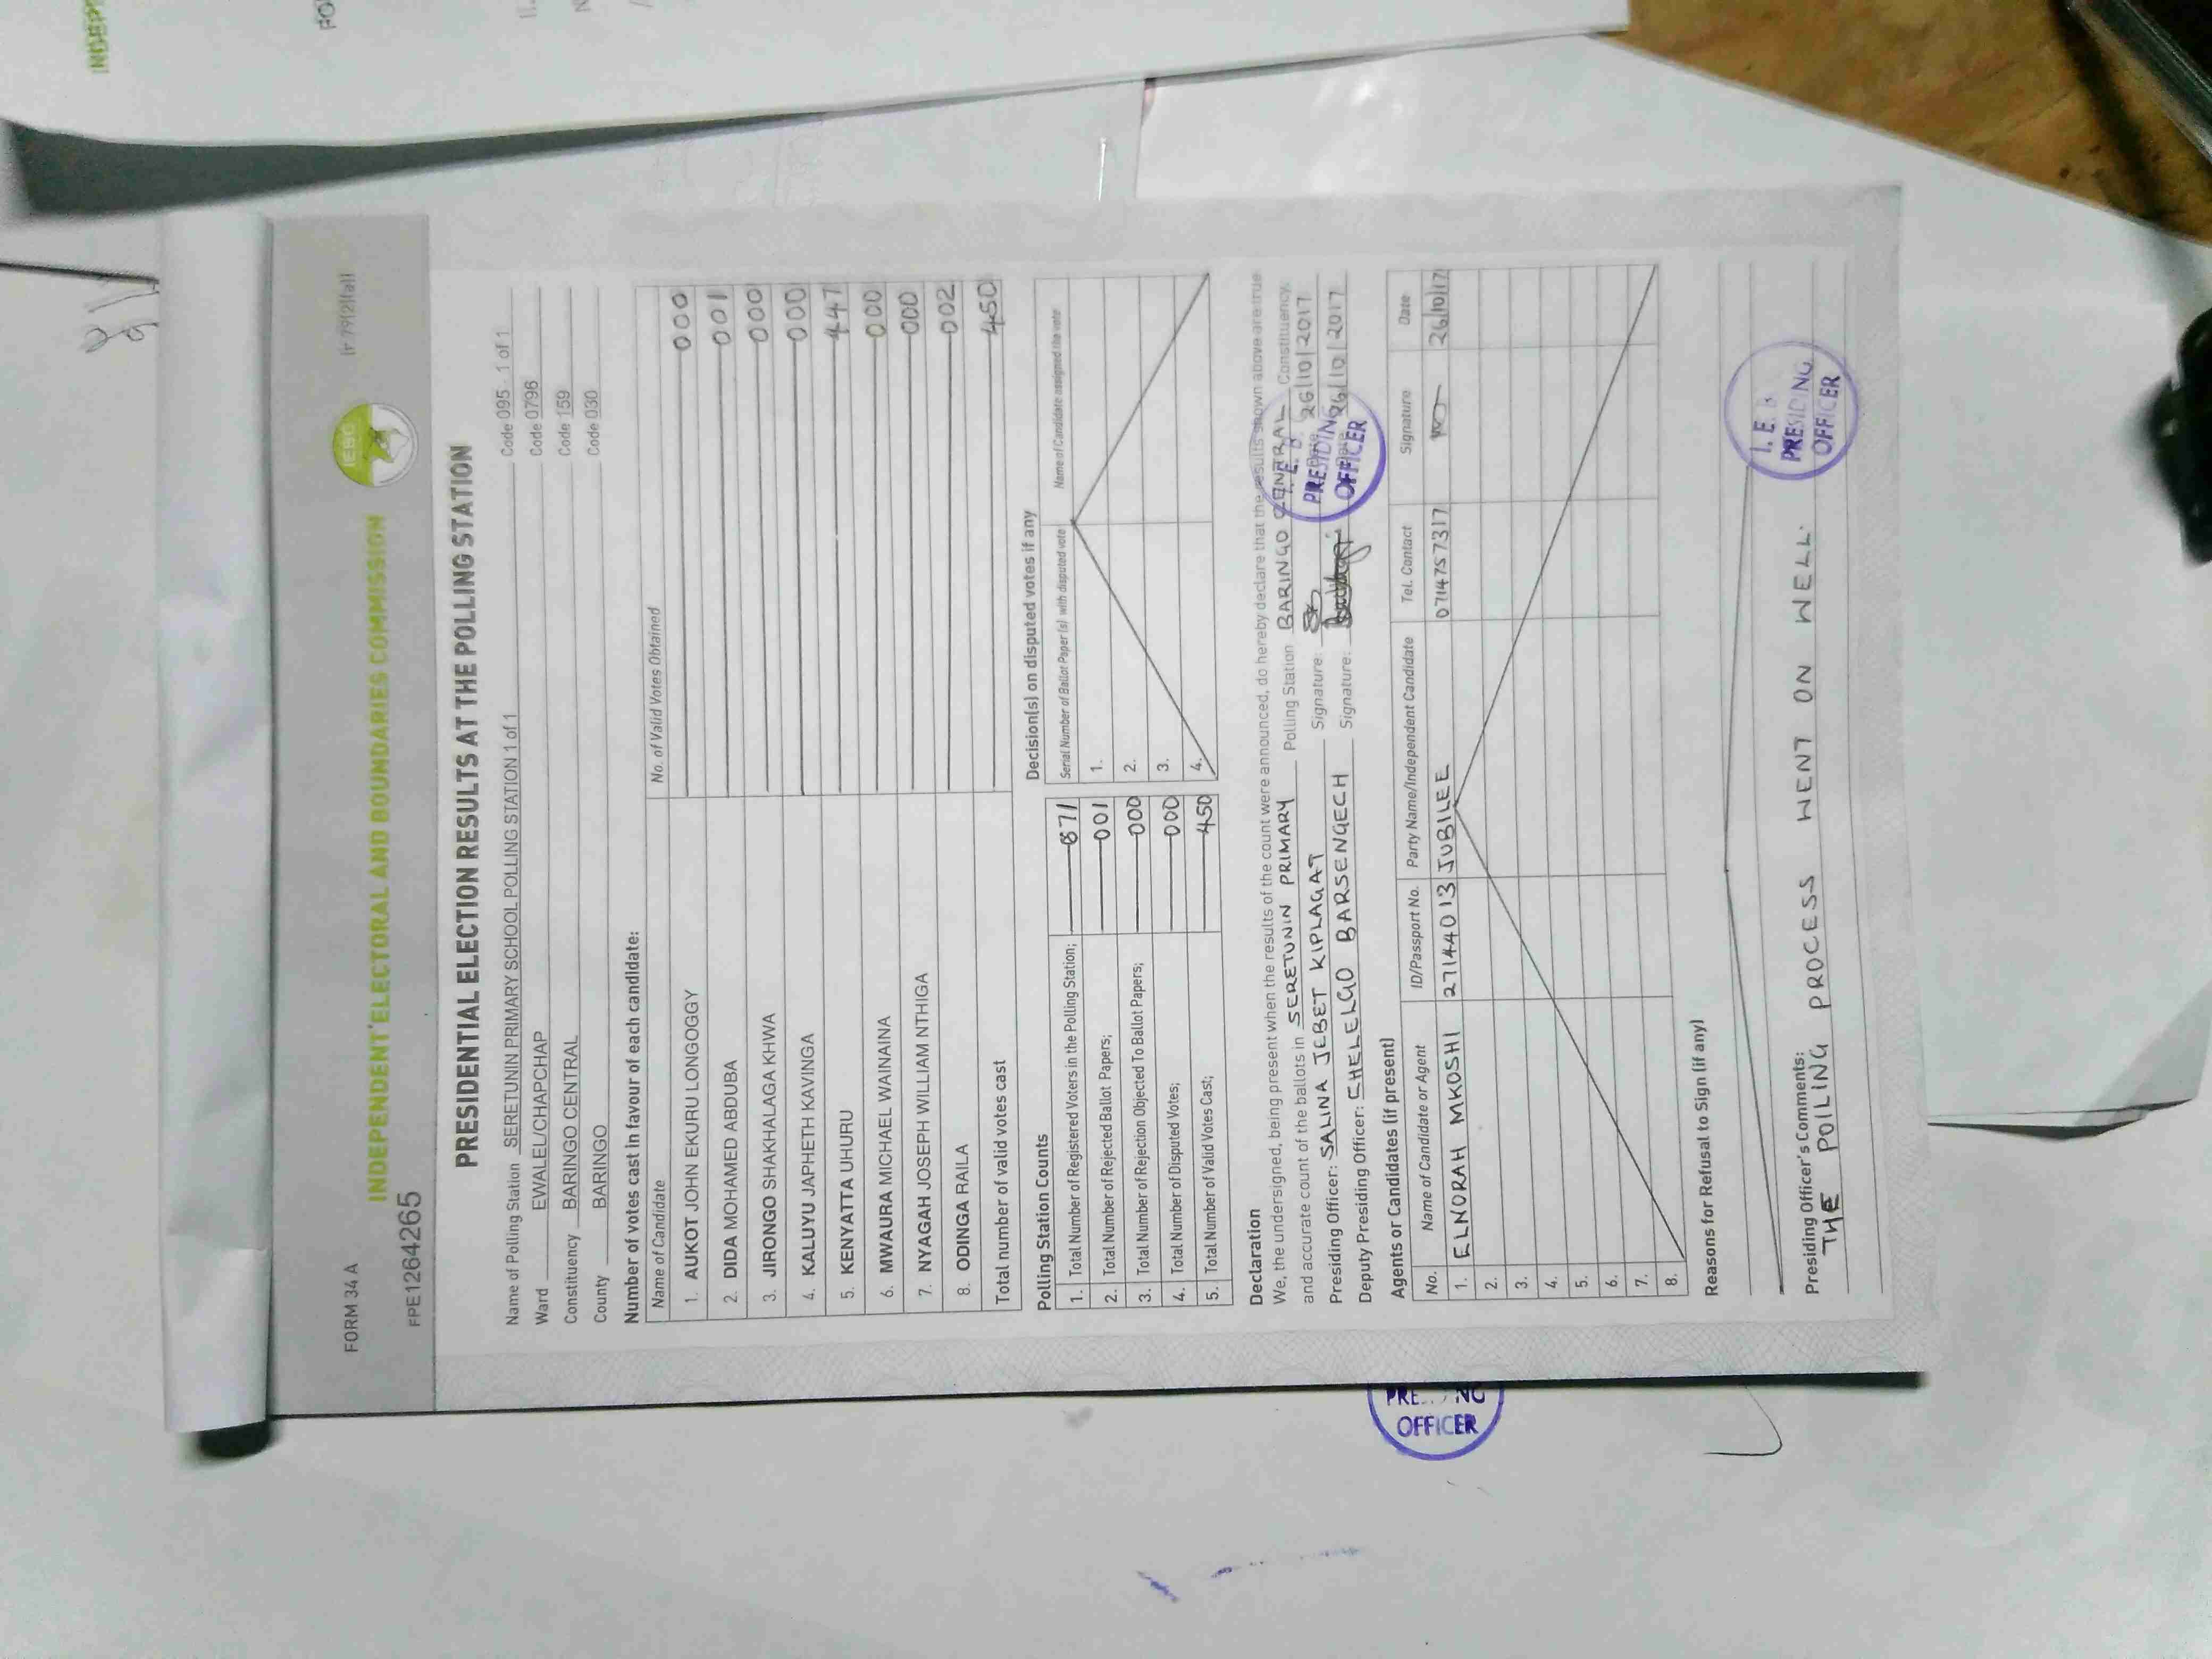 FORM 34 A
(r 79(2)(a))
IEBC
INDEPENDENT ELECTORAL AND BOUNDARIES COMMISSION
FPE1264265
PRESIDENTIAL ELECTION RESULTS AT THE POLLING STATION
Name of Polling Station SERETUNIN PRIMARY SCHOOL POLLING STATION 1 of 1 Code 095 1 of 1
Ward EWALEL/CHAPCHAP Code 0796
Constituency BARINGO CENTRAL Code 159
County BARINGO Code 030
Number of votes cast in favour of each candidate:
Name of Candidate No. of Valid Votes Obtained
1. AUKOT JOHN EKURU LONGOGGY 000
2. DIDA MOHAMED ABDUBA 001
3. JIRONGO SHAKHALAGA KHWA 000
4. KALUYU JAPHETH KAVINGA 000
5. KENYATTA UHURU 447
6. MWAURA MICHAEL WAINAINA 000
7. NYAGAH JOSEPH WILLIAM NTHIGA 000
8. ODINGA RAILA 002
Total number of valid votes cast 450
Polling Station Counts
1. Total Number of Registered Voters in the Polling Station; 671
2. Total Number of Rejected Ballot Papers; 001
3. Total Number of Rejection Objected To Ballot Papers; 000
4. Total Number of Disputed Votes; 000
5. Total Number of Valid Votes Cast; 450
Decision(s) on disputed votes if any
Serial Number of Ballot Paper (s) with disputed vote Name of Candidate assigned the vote
1.
2.
3.
4.
Declaration
We, the undersigned, being present when the results of the count were announced, do hereby declare that the results shown above are true
and accurate count of the ballots in SERETUNIN PRIMARY Polling Station BARINGO CENTRAL Constituency.
Presiding Officer: SALINA JEBET KIPLAGAT Signature: Date 26/10/2017
Deputy Presiding Officer: CHELELGO BARSENGECH Signature: 26/10/2017
I. E. B.
PRESIDING
OFFICER
Agents or Candidates (if present)
No. Name of Candidate or Agent ID/Passport No. Party Name/Independent Candidate Tel. Contact Signature Date
1. ELNORAH MKOSHI 27144013 JUBILEE 0714757317 26/10/17
2.
3.
4.
5.
6.
7.
8.
Reasons for Refusal to Sign (if any)
Presiding Officer's Comments:
THE POILING PROCESS WENT ON WELL.
I. E. B
PRESIDING
OFFICER
OFFICER